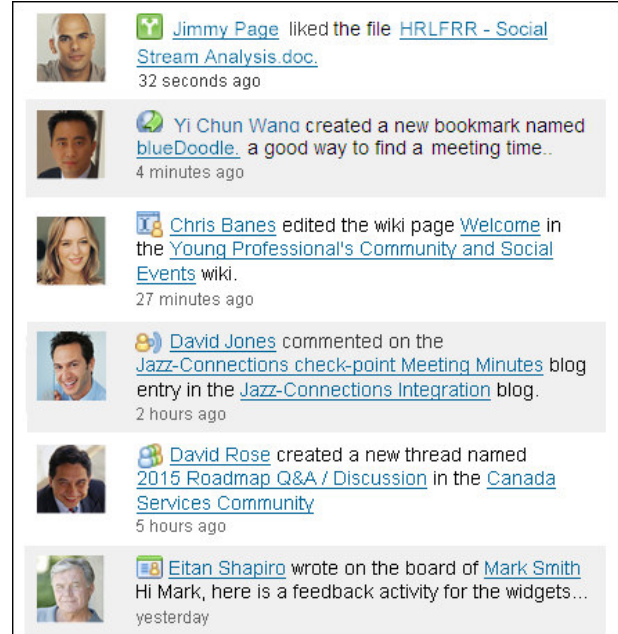 Jimmy Page liked the file HRLFRR - Social
Stream Analysis.doc.
32 seconds ago
Yi Chun Wang created a new bookmark named
blueDoodle. a good way to find a meeting time..
4 minutes ago
Chris Banes edited the wiki page Welcome in
the Young Professional's Community and Social
Events wiki.
27 minutes ago
David Jones commented on the
Jazz-Connections check-point Meeting Minutes blog
entry in the Jazz-Connections Integration blog.
2 hours ago
David Rose created a new thread named
2015 Roadmap Q&A / Discussion in the Canada
Services Community
5 hours ago
Eitan Shapiro wrote on the board of Mark Smith
Hi Mark, here is a feedback activity for the widgets...
yesterday